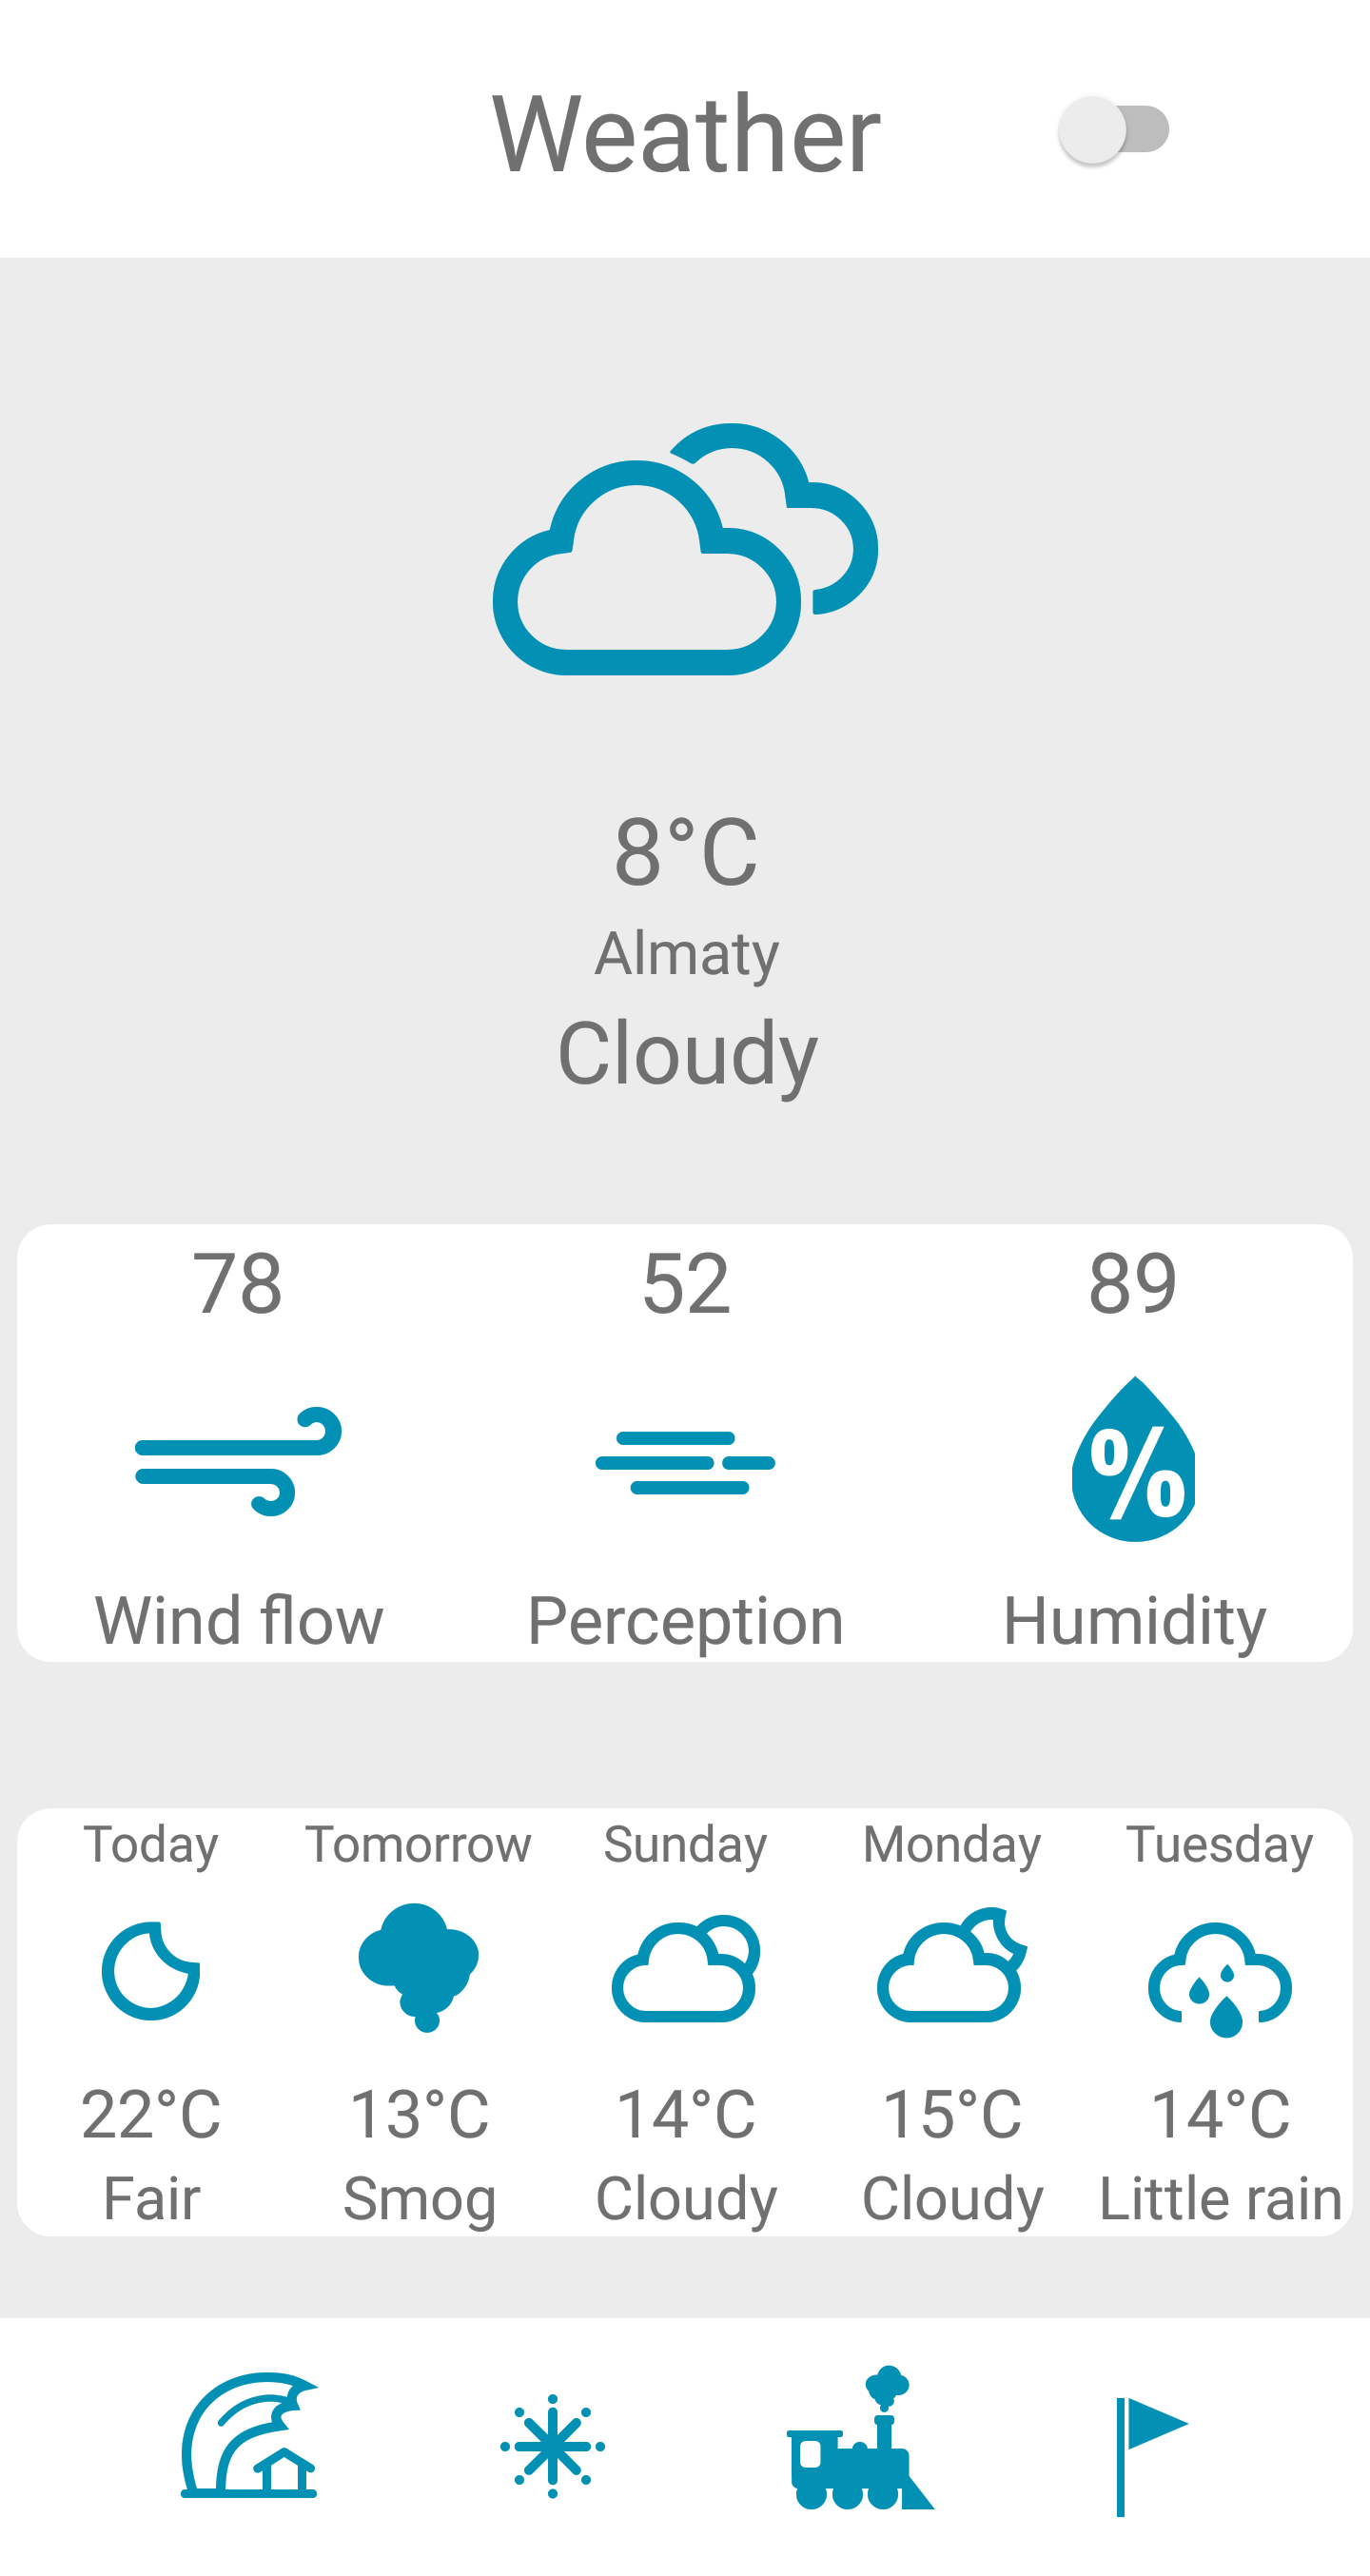 Weather
8°C
Almaty
Cloudy
78 52 89
%
Wind flow Perception Humidity
Today Tomorrow Sunday Monday Tuesday
22°C 13°C 14°C 15°C 14°C
Fair Smog Cloudy Cloudy Little rain